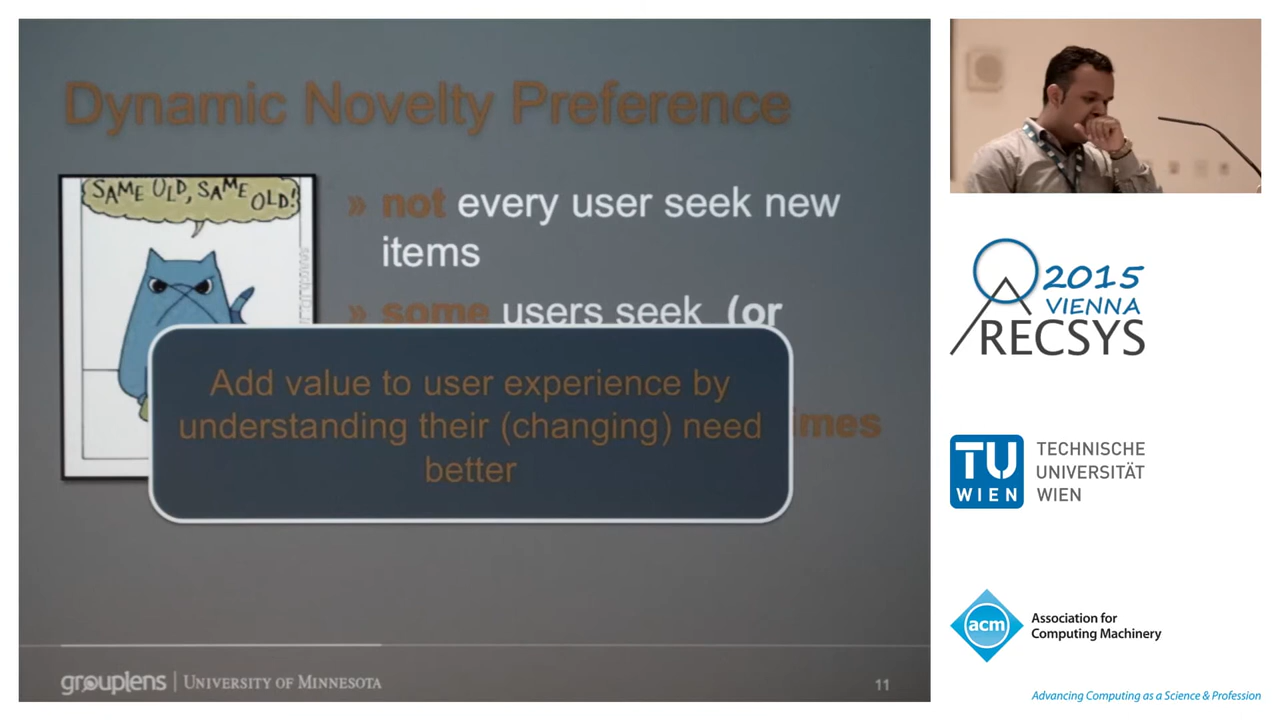 Dynamic Novelty Preference
SAME OLD, SAME
OLD!
» not every user seek new
items
» some users seek (or
Add value to user experience by
understanding their (changing) need
better
grouplens | UNIVERSITY OF MINNESOTA
11
2015
VIENNA
RECSYS
TU
WIEN
TECHNISCHE
UNIVERSITÄT
WIEN
acm
Association for
Computing Machinery
Advancing Computing as a Science & Profession